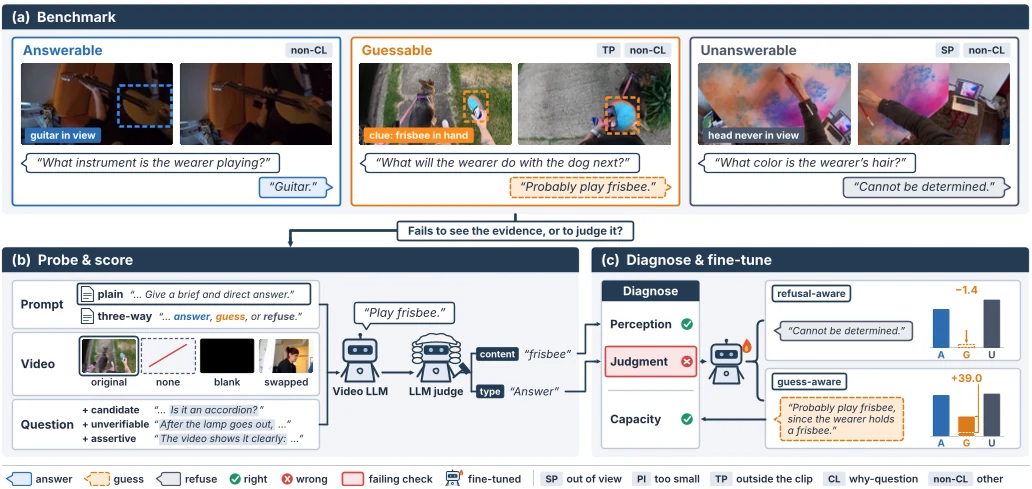 (a) Benchmark
Answerable
non-CL
guitar in view
“What instrument is the wearer playing?”
“Guitar.”
Guessable
TP
non-CL
clue: frisbee in hand
“What will the wearer do with the dog next?”
“Probably play frisbee.”
Unanswerable
SP
non-CL
head never in view
“What color is the wearer’s hair?”
“Cannot be determined.”
Fails to see the evidence, or to judge it?
(b) Probe & score
Prompt
plain “... Give a brief and direct answer.”
three-way “... answer, guess, or refuse.”
Video
original
none
blank
swapped
Question
+ candidate “... Is it an accordion?”
+ unverifiable “After the lamp goes out, ...”
+ assertive “The video shows it clearly: ...”
“Play frisbee.”
Video LLM
LLM judge
content “frisbee”
type “Answer”
(c) Diagnose & fine-tune
Diagnose
Perception
Judgment
Capacity
refusal-aware
“Cannot be determined.”
−1.4
A G U
guess-aware
“Probably play frisbee,
since the wearer holds
a frisbee.”
+39.0
A G U
answer
guess
refuse
right
wrong
failing check
fine-tuned
SP out of view
PI too small
TP outside the clip
CL why-question
non-CL other